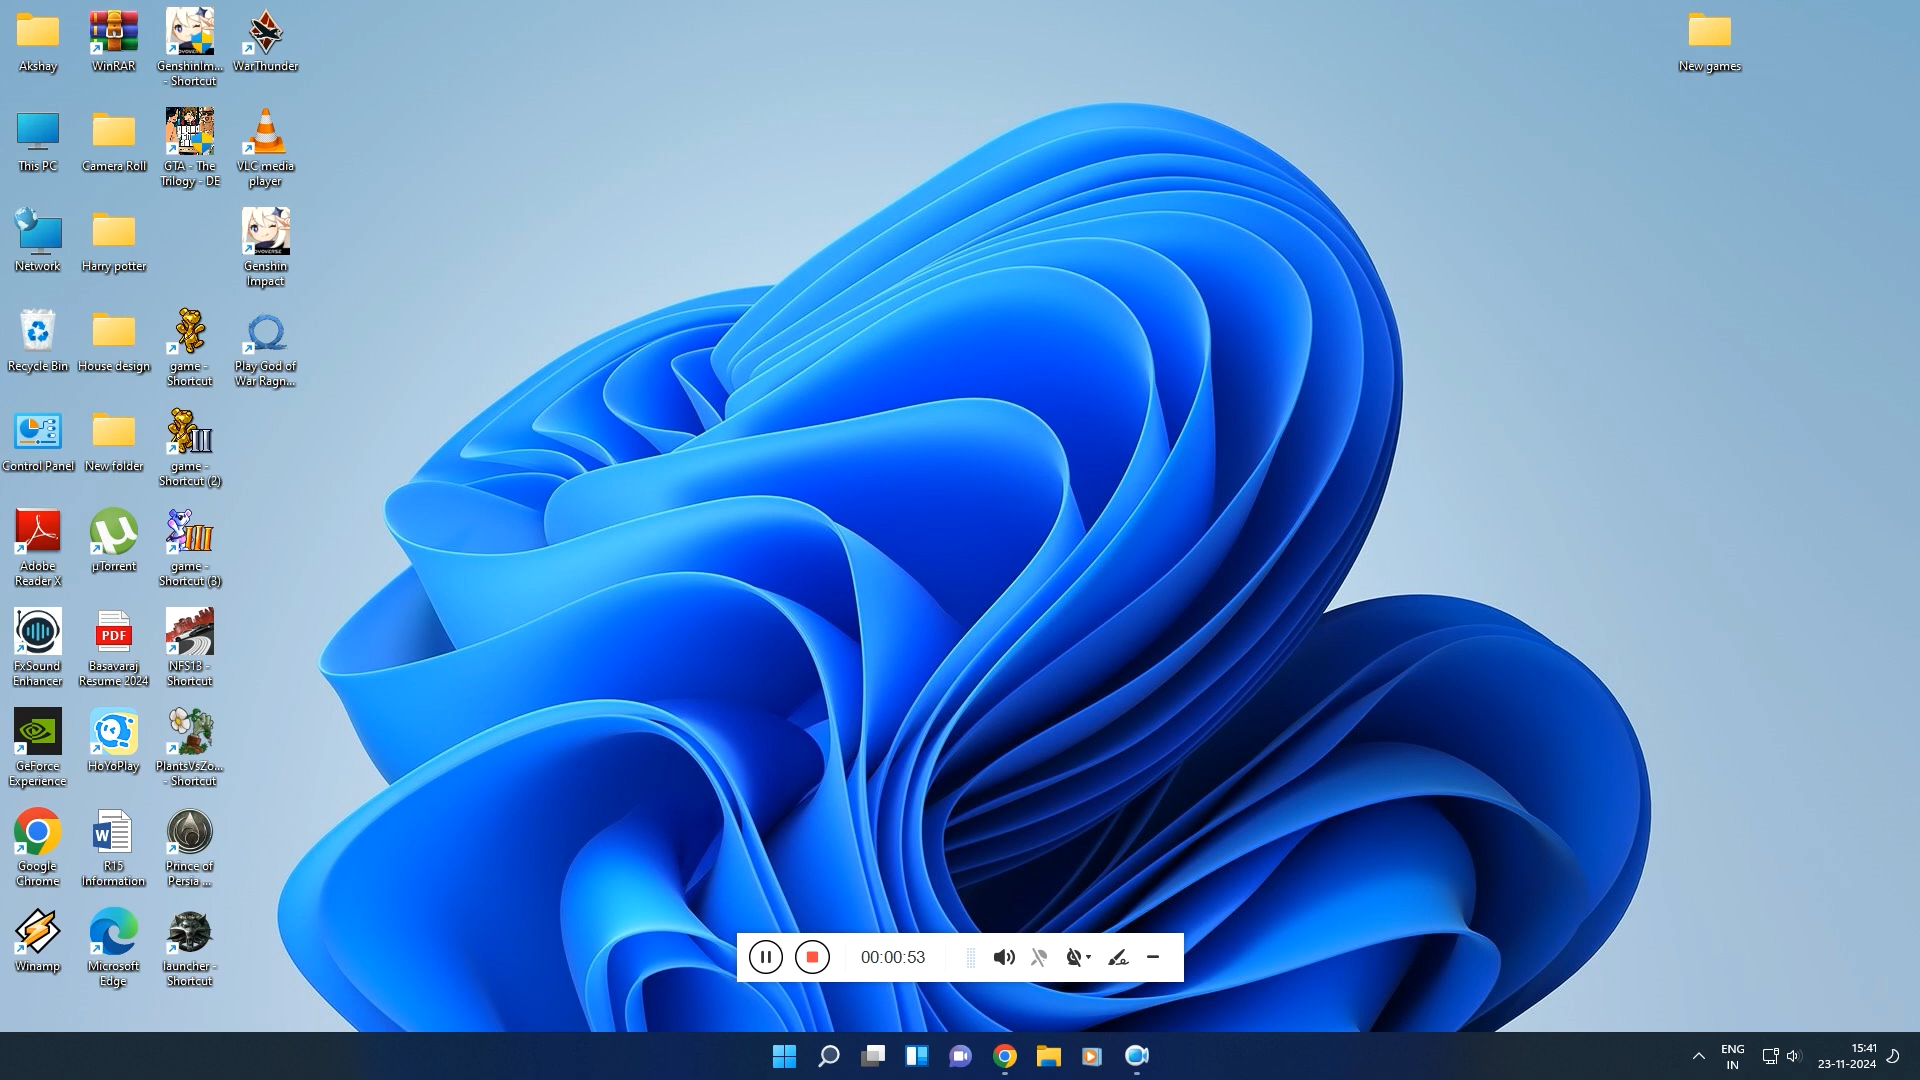 Akshay
WinRAR
GenshinIm...
- Shortcut
WarThunder
New games
This PC
Camera Roll
GTA - The
Trilogy - DE
VLC media
player
Network
Harry potter
Genshin
Impact
Recycle Bin
House design
game -
Shortcut
Play God of
War Ragn...
Control Panel
New folder
game -
Shortcut (2)
Adobe
Reader X
µTorrent
game -
Shortcut (3)
FxSound
Enhancer
PDF
Basavaraj
Resume 2024
NFS13 -
Shortcut
GeForce
Experience
HoYoPlay
PlantsVsZo...
- Shortcut
Google
Chrome
R15
Information
Prince of
Persia ...
Winamp
Microsoft
Edge
launcher -
Shortcut
00:00:53
ENG
IN
15:41
23-11-2024